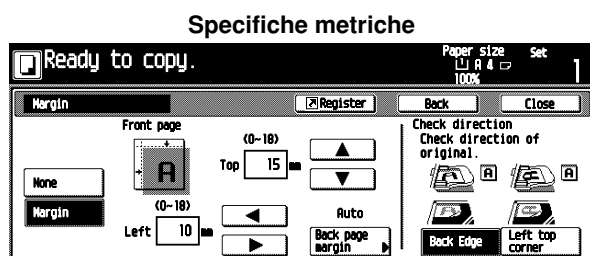 Specifiche metriche
Ready to copy.
Paper size
Set
A 4
100%
1
Margin
Register
Back
Close
Front page
Check direction
Check direction of
original.
(0~18)
Top 15 mm
A
A
A
None
Margin
(0~18)
Left 10 mm
Auto
Back page
margin
Back Edge
Left top
corner